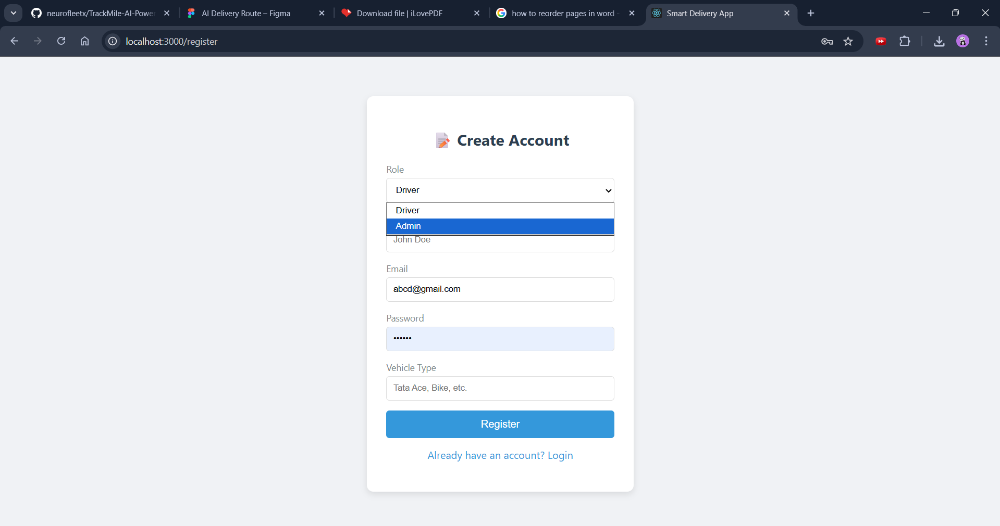 neurofleetx/TrackMile-AI-Power
AI Delivery Route – Figma
Download file | iLovePDF
how to reorder pages in word -
Smart Delivery App
localhost:3000/register
Create Account
Role
Driver
Driver
Admin
John Doe
Email
abcd@gmail.com
Password
••••••
Vehicle Type
Tata Ace, Bike, etc.
Register
Already have an account? Login